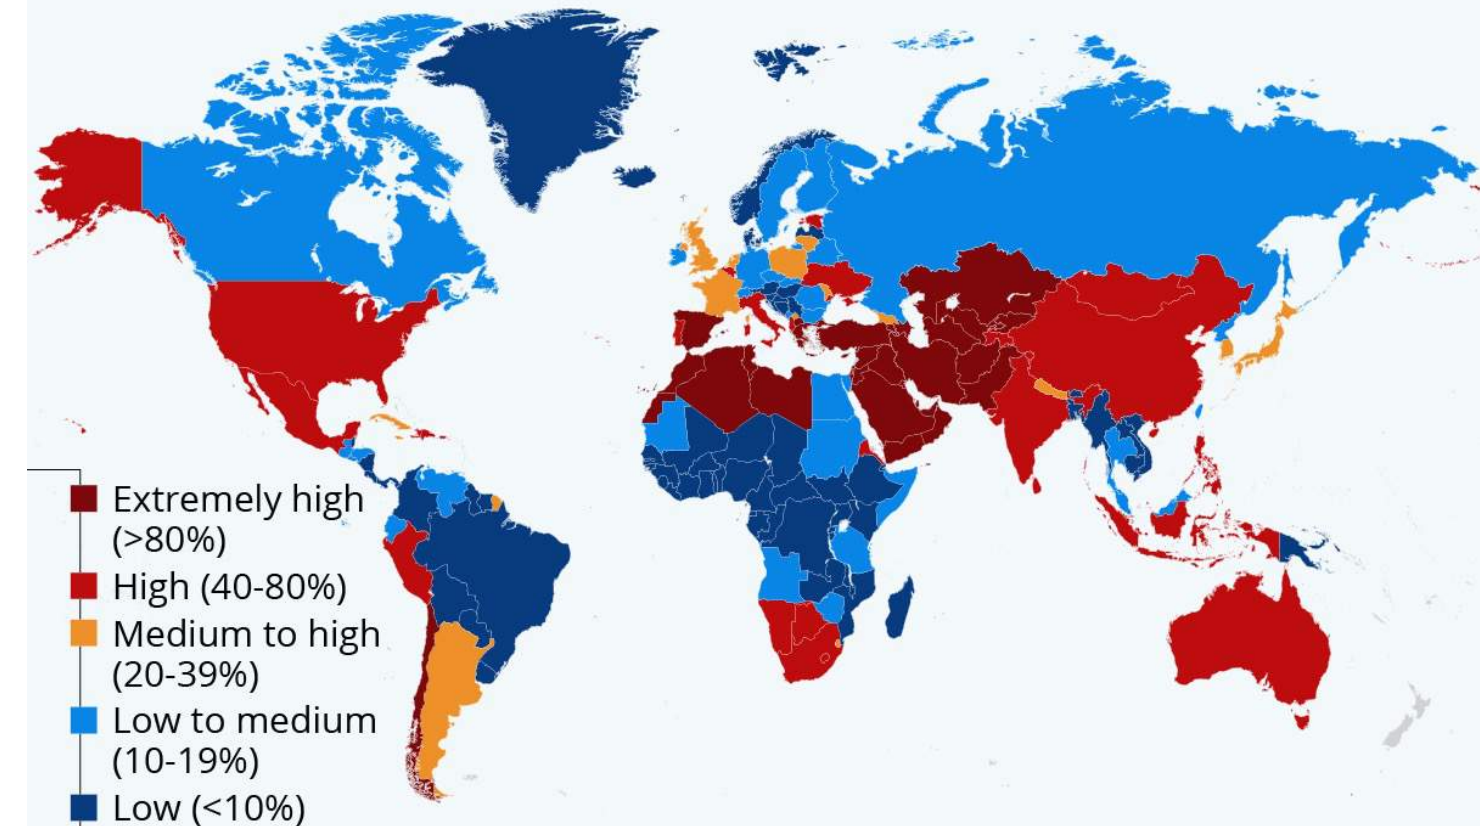 Extremely high
(>80%)
High (40-80%)
Medium to high
(20-39%)
Low to medium
(10-19%)
Low (<10%)